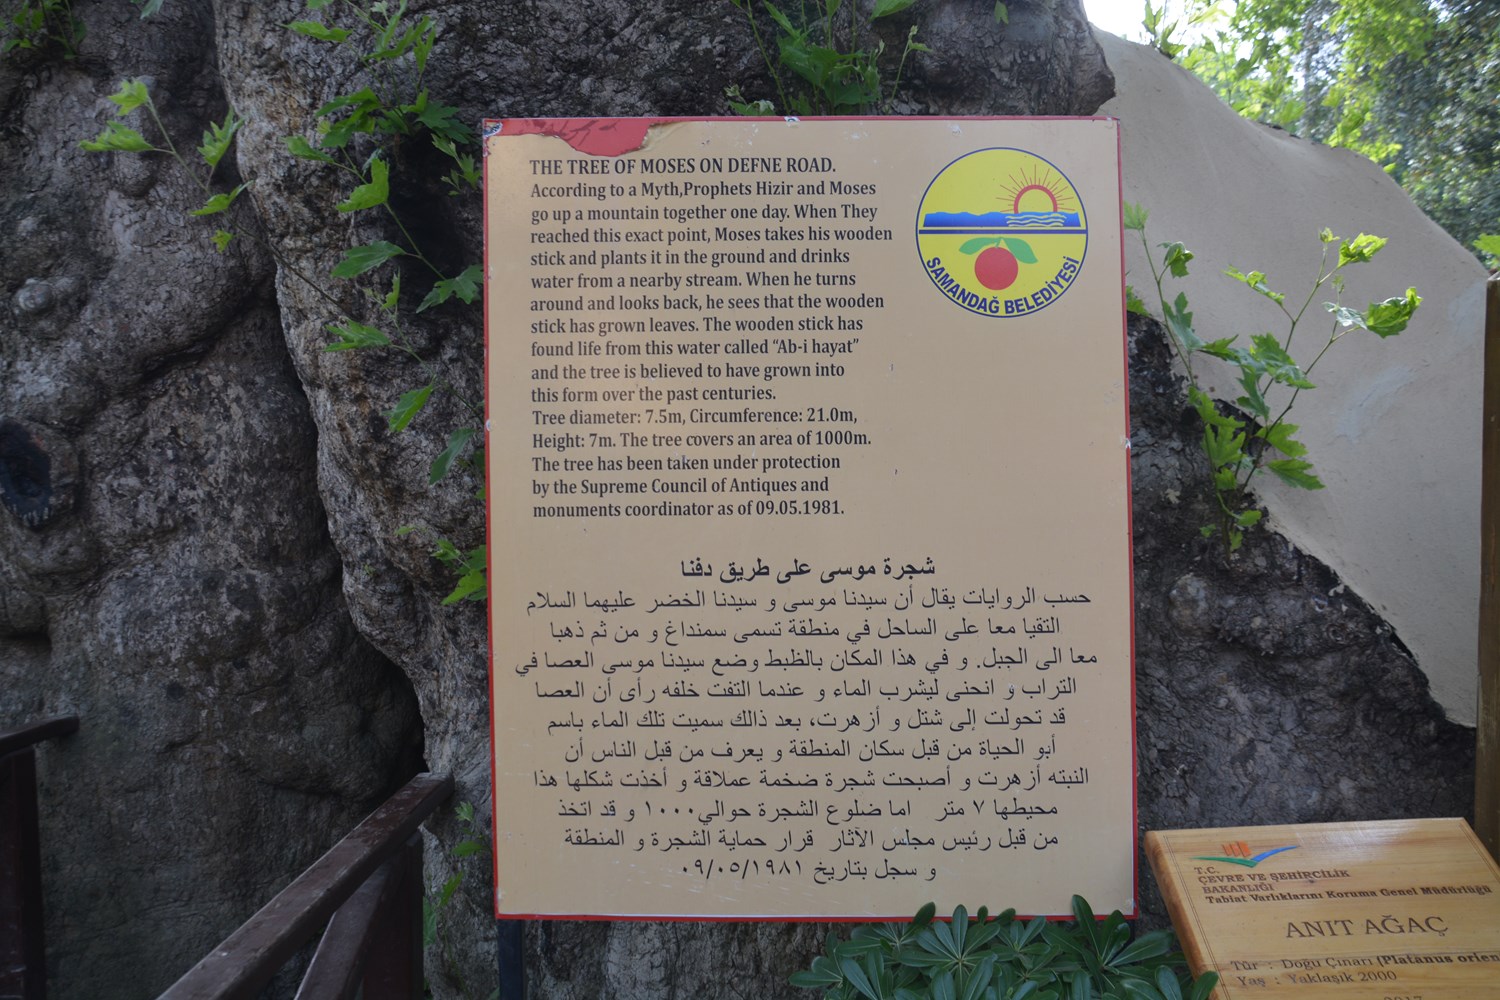 THE TREE OF MOSES ON DEFNE ROAD.
According to a Myth,Prophets Hizir and Moses
go up a mountain together one day. When They
reached this exact point, Moses takes his wooden
stick and plants it in the ground and drinks
water from a nearby stream. When he turns
around and looks back, he sees that the wooden
stick has grown leaves. The wooden stick has
found life from this water called “Ab-i hayat”
and the tree is believed to have grown into
this form over the past centuries.
Tree diameter: 7.5m, Circumference: 21.0m,
Height: 7m. The tree covers an area of 1000m.
The tree has been taken under protection
by the Supreme Council of Antiques and
monuments coordinator as of 09.05.1981.
SAMANDAĞ BELEDİYESİ
شجرة موسى على طريق دفنا
حسب الروايات يقال أن سيدنا موسى و سيدنا الخضر عليهما السلام
التقيا معا على الساحل في منطقة تسمى سمنداغ و من ثم ذهبا
معا الى الجبل. و في هذا المكان بالظبط وضع سيدنا موسى العصا في
التراب و انحنى ليشرب الماء و عندما التفت خلفه رأى أن العصا
قد تحولت إلى شتل و أزهرت، بعد ذالك سميت تلك الماء باسم
أبو الحياة من قبل سكان المنطقة و يعرف من قبل الناس أن
النبته أزهرت و أصبحت شجرة ضخمة عملاقة و أخذت شكلها هذا
محيطها ٧ متر اما ضلوع الشجرة حوالي١٠٠٠ و قد اتخذ
من قبل رئيس مجلس الآثار قرار حماية الشجرة و المنطقة
و سجل بتاريخ ٠٩/٠٥/١٩٨١
T.C.
ÇEVRE VE ŞEHİRCİLİK
BAKANLIĞI
Tabiat Varlıklarını Koruma Genel Müdürlüğü
ANIT AĞAÇ
Tür : Doğu Çınarı (Platanus orien
Yaş : Yaklaşık 2000